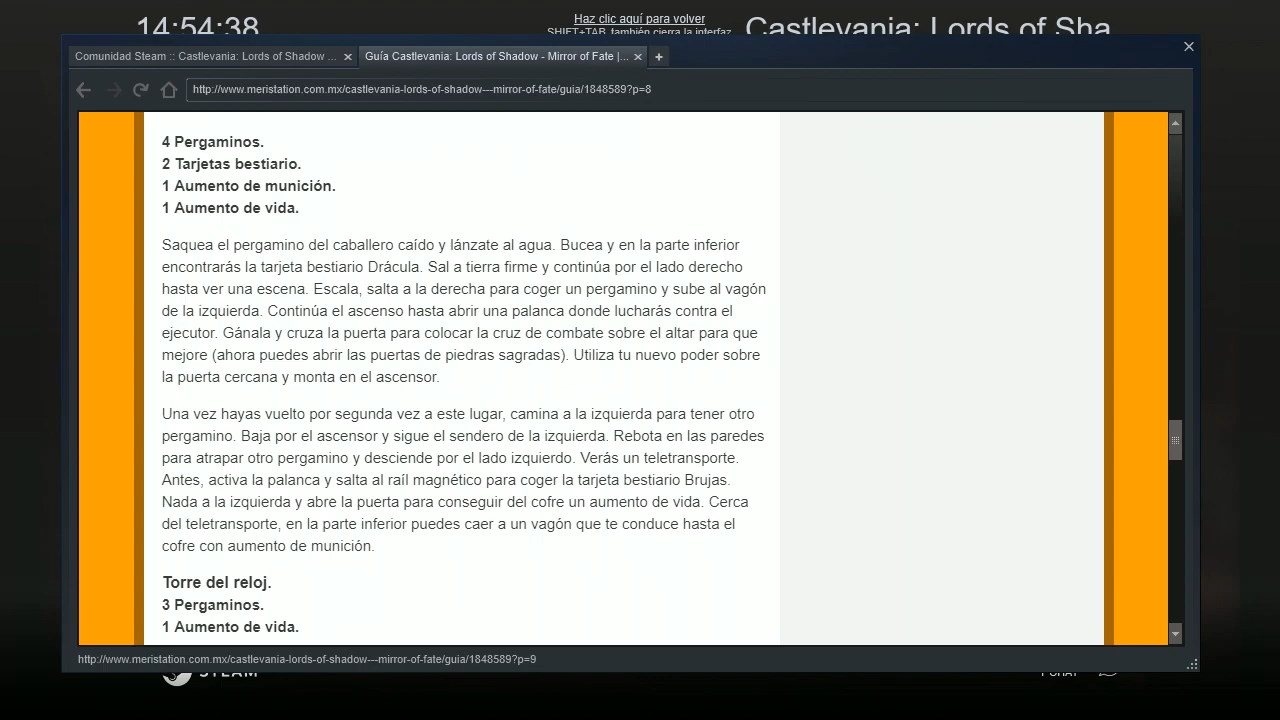 14:54:38
Haz clic aquí para volver
SHIFT+TAB también cierra la interfaz
Castlevania: Lords of Sha
Comunidad Steam :: Castlevania: Lords of Shadow ...
Guía Castlevania: Lords of Shadow - Mirror of Fate |...
http://www.meristation.com.mx/castlevania-lords-of-shadow---mirror-of-fate/guia/1848589?p=8
4 Pergaminos.
2 Tarjetas bestiario.
1 Aumento de munición.
1 Aumento de vida.
Saquea el pergamino del caballero caído y lánzate al agua. Bucea y en la parte inferior
encontrarás la tarjeta bestiario Drácula. Sal a tierra firme y continúa por el lado derecho
hasta ver una escena. Escala, salta a la derecha para coger un pergamino y sube al vagón
de la izquierda. Continúa el ascenso hasta abrir una palanca donde lucharás contra el
ejecutor. Gánala y cruza la puerta para colocar la cruz de combate sobre el altar para que
mejore (ahora puedes abrir las puertas de piedras sagradas). Utiliza tu nuevo poder sobre
la puerta cercana y monta en el ascensor.
Una vez hayas vuelto por segunda vez a este lugar, camina a la izquierda para tener otro
pergamino. Baja por el ascensor y sigue el sendero de la izquierda. Rebota en las paredes
para atrapar otro pergamino y desciende por el lado izquierdo. Verás un teletransporte.
Antes, activa la palanca y salta al raíl magnético para coger la tarjeta bestiario Brujas.
Nada a la izquierda y abre la puerta para conseguir del cofre un aumento de vida. Cerca
del teletransporte, en la parte inferior puedes caer a un vagón que te conduce hasta el
cofre con aumento de munición.
Torre del reloj.
3 Pergaminos.
1 Aumento de vida.
http://www.meristation.com.mx/castlevania-lords-of-shadow---mirror-of-fate/guia/1848589?p=9
STEAM